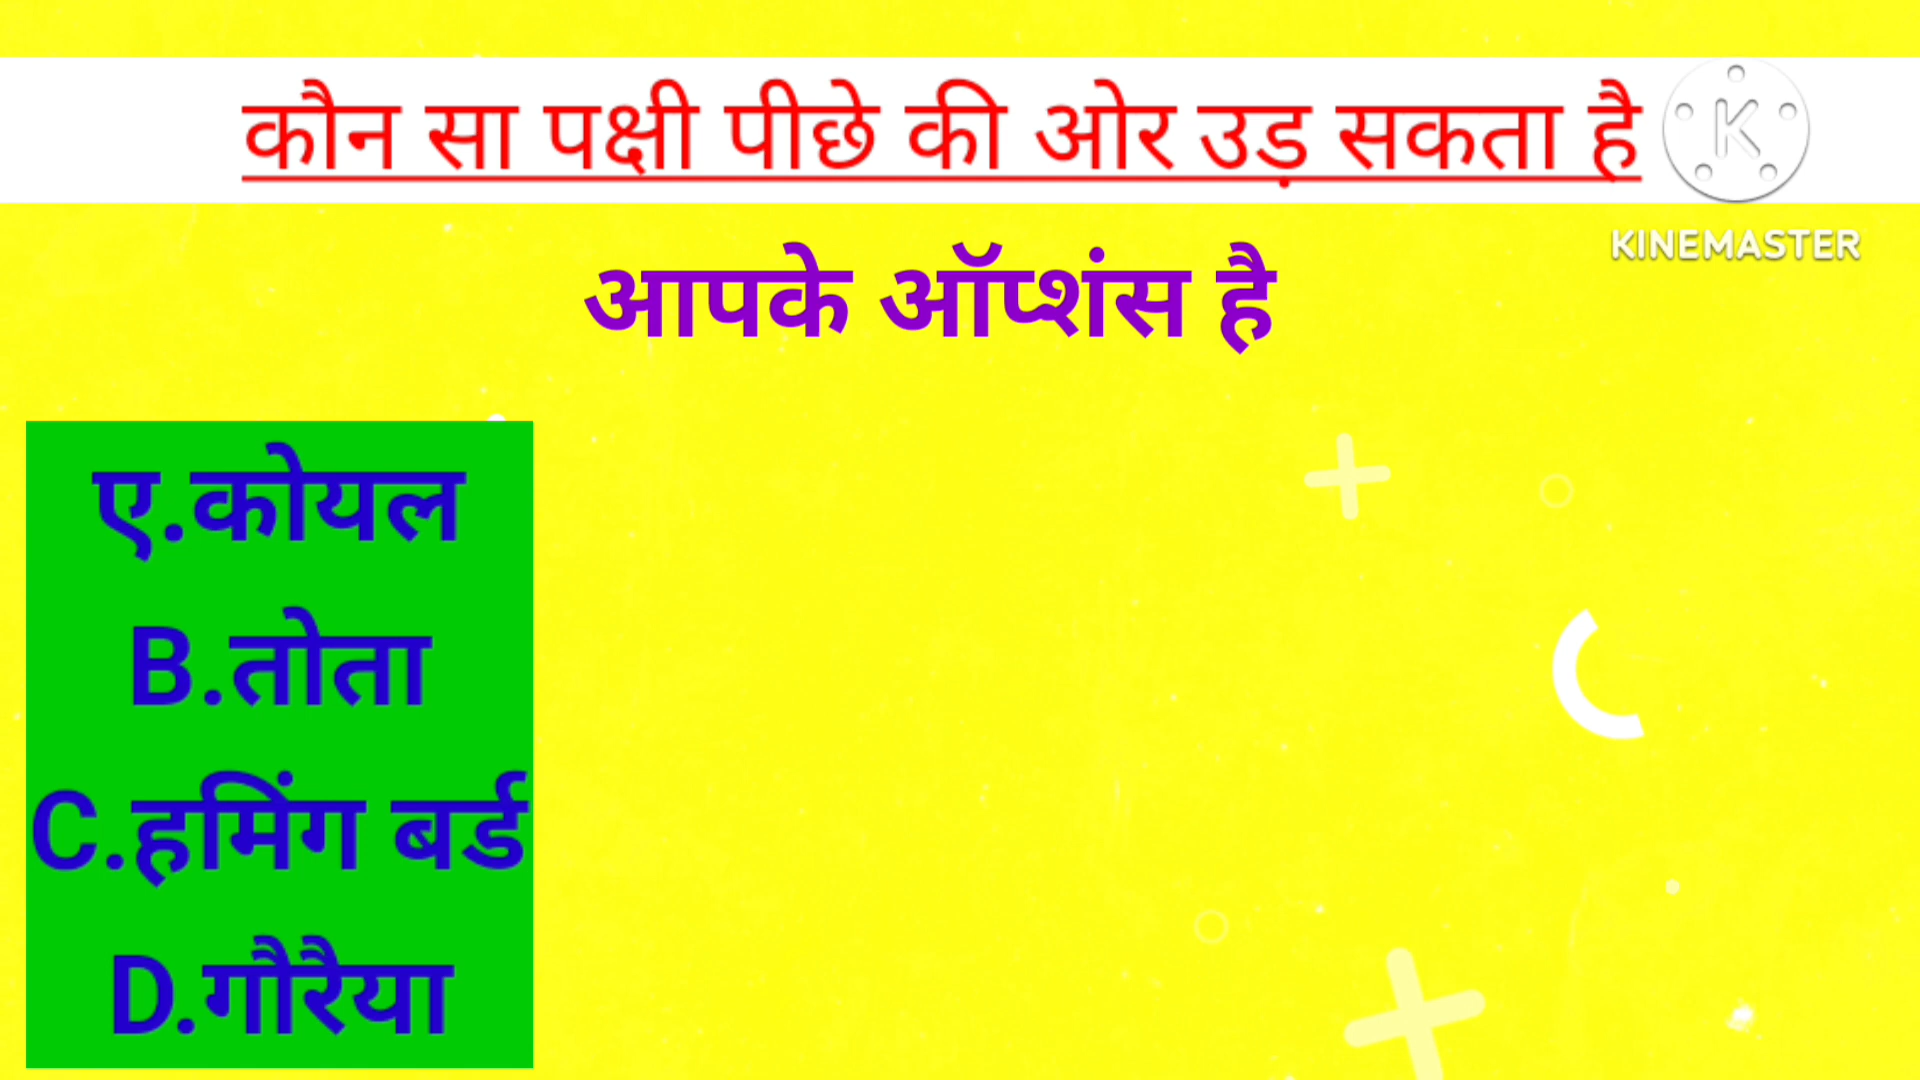 कौन सा पक्षी पीछे की ओर उड़ सकता है
K
KINEMASTER
आपके ऑप्शंस है
ए.कोयल
B.तोता
C.हमिंग बर्ड
D.गौरैया